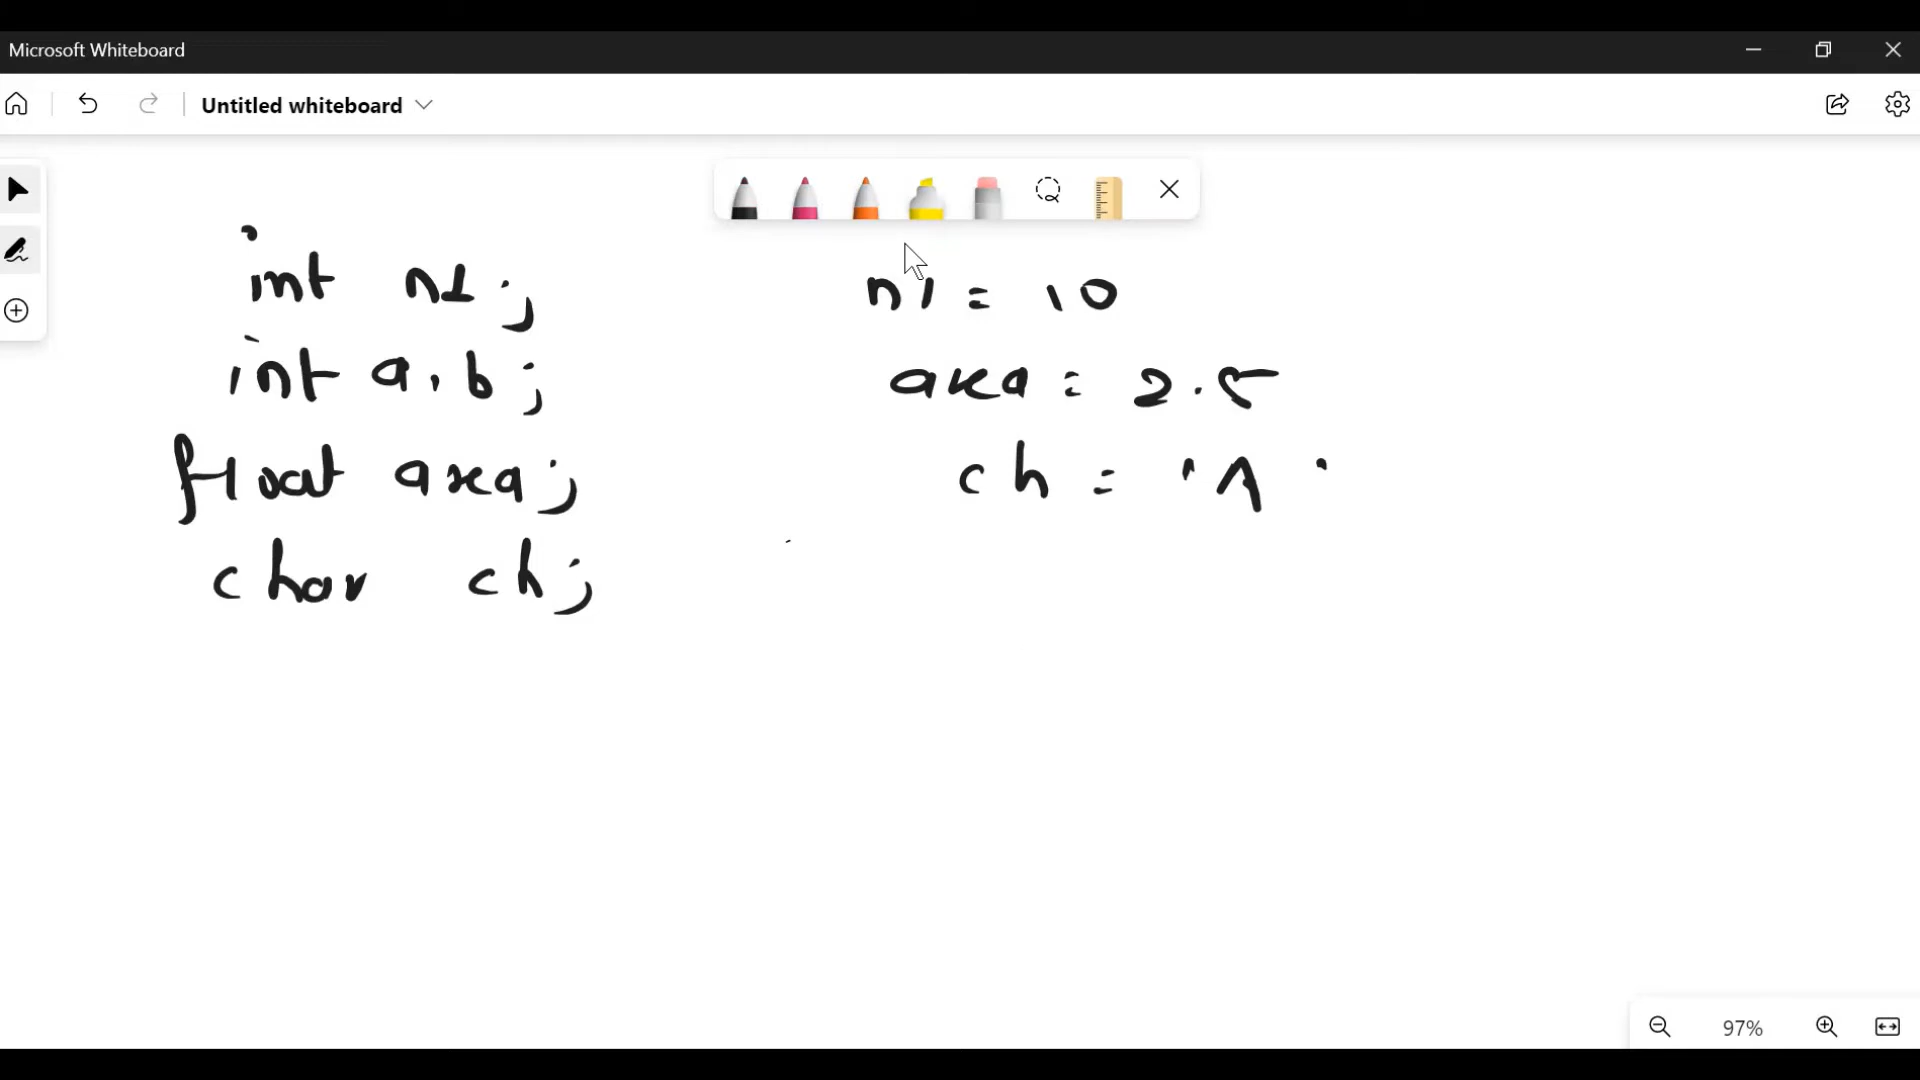 Microsoft Whiteboard
Untitled whiteboard
int n1;
int a, b;
float area;
char ch;
n1 = 10
area = 2.5
ch = 'A'
97%